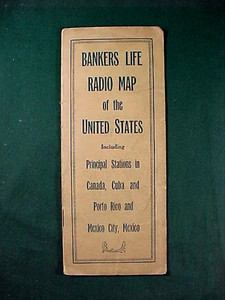 BANKERS LIFE
RADIO MAP
of the
UNITED STATES
Including
Principal Stations in
Canada, Cuba and
Porto Rico and
Mexico City, Mexico